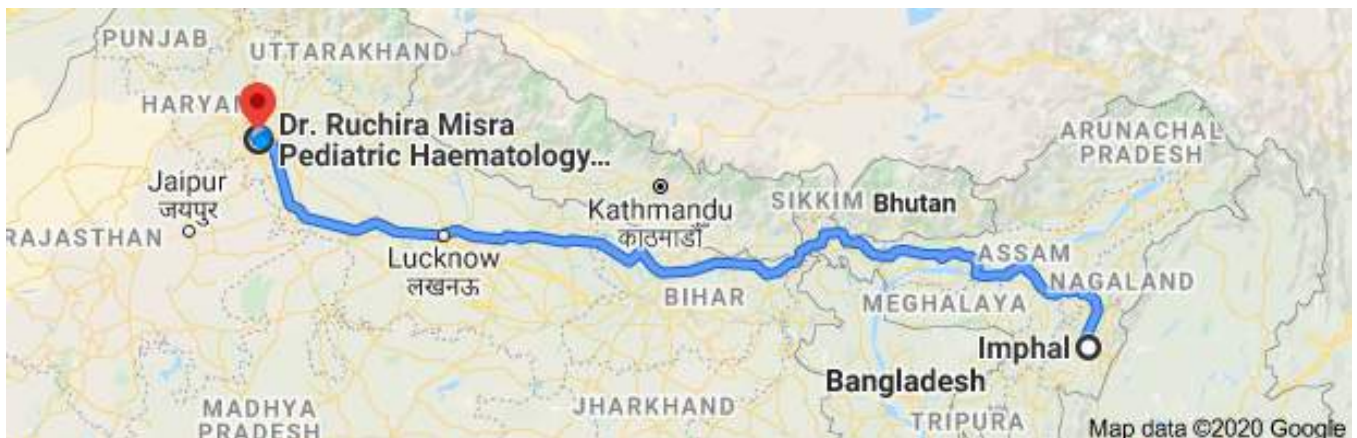 PUNJAB
UTTARAKHAND
HARYAN
Dr. Ruchira Misra
Pediatric Haematology...
ARUNACHAL
PRADESH
Jaipur
जयपुर
Kathmandu
काठमाडौँ
SIKKIM
Bhutan
RAJASTHAN
Lucknow
लखनऊ
ASSAM
NAGALAND
BIHAR
MEGHALAYA
Imphal
Bangladesh
MADHYA
PRADESH
JHARKHAND
TRIPURA
Map data ©2020 Google